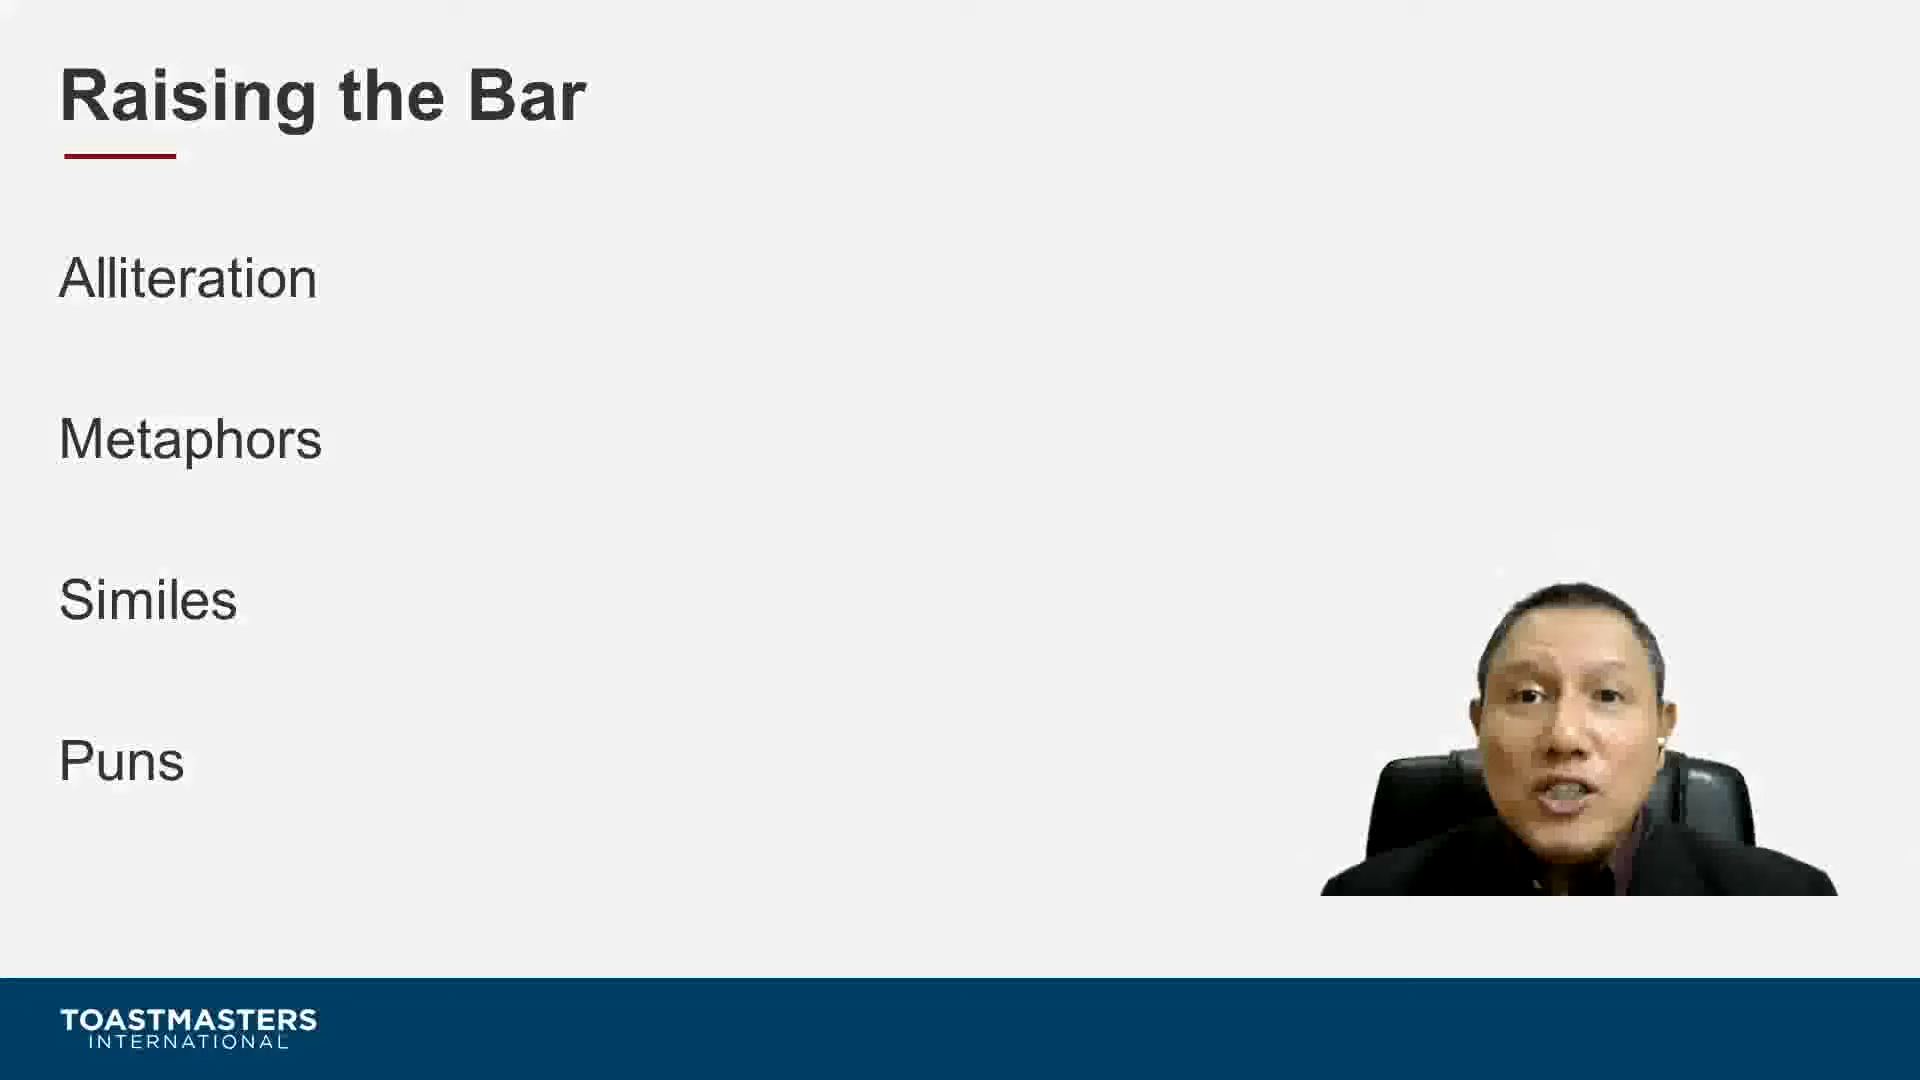 Raising the Bar
Alliteration
Metaphors
Similes
Puns
TOASTMASTERS
INTERNATIONAL